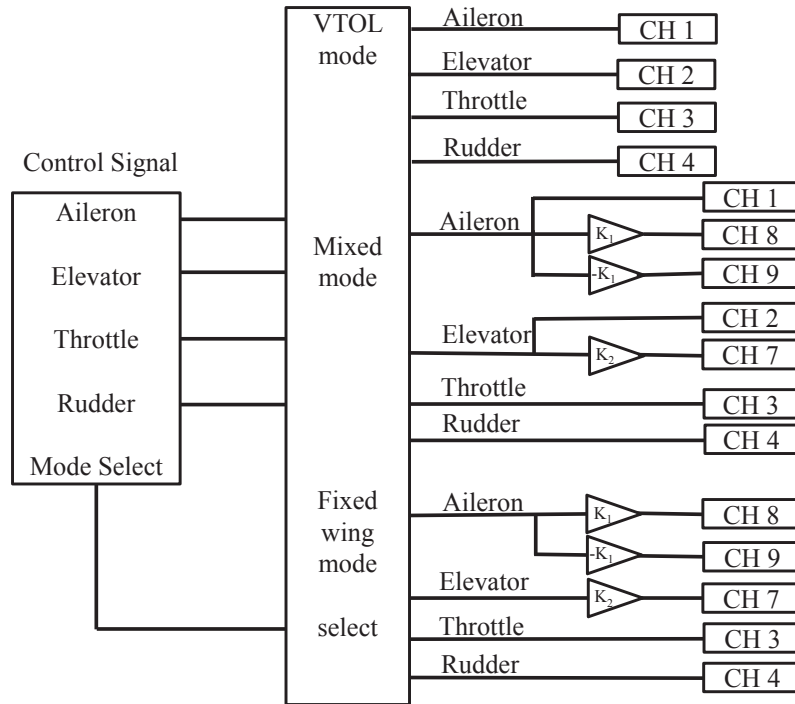 Control Signal
Aileron
Elevator
Throttle
Rudder
Mode Select
VTOL
mode
Mixed
mode
Fixed
wing
mode
select
Aileron
CH 1
Elevator
CH 2
Throttle
CH 3
Rudder
CH 4
Aileron
CH 1
K₁
CH 8
-K₁
CH 9
Elevator
CH 2
K₂
CH 7
Throttle
CH 3
Rudder
CH 4
Aileron
K₁
CH 8
-K₁
CH 9
Elevator
K₂
CH 7
Throttle
CH 3
Rudder
CH 4